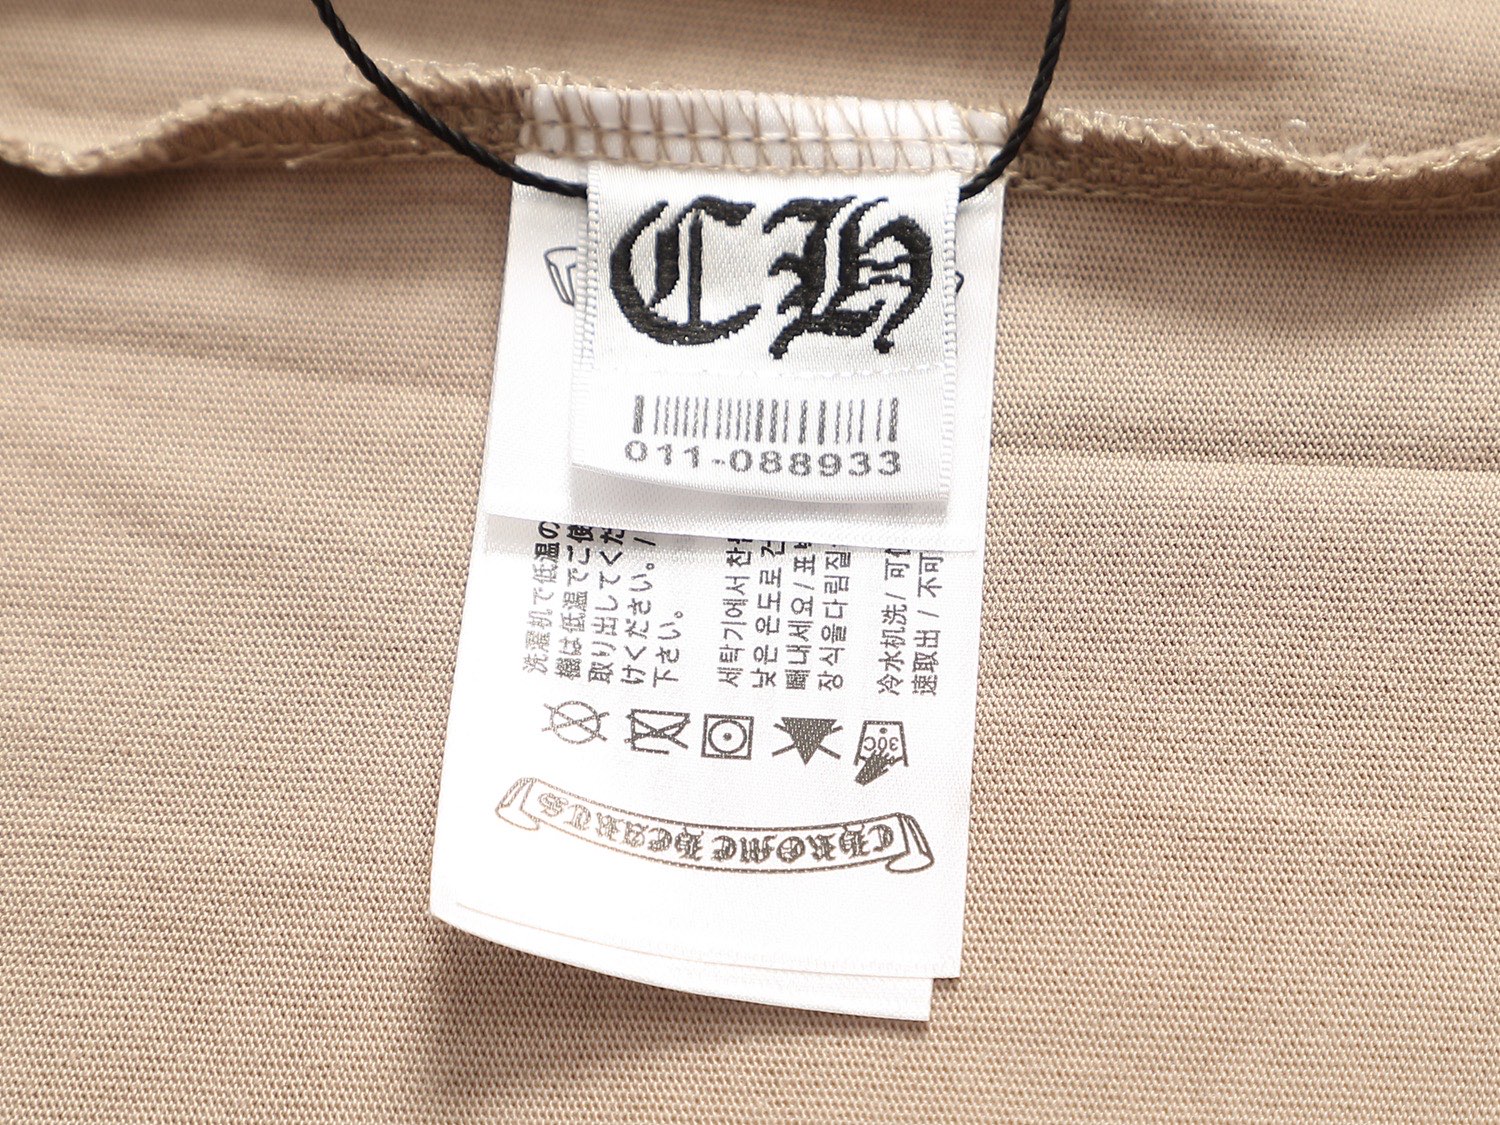 CH
011-088933
洗濯机で低温の
は低温でご使
取り出してくだ
けください。/
下さい。
세탁기에서 찬
낮은 온도로 건
내세요/표
장식을다림질
冷水机洗/可
速取出/不可
30C
CHROME HEARTS